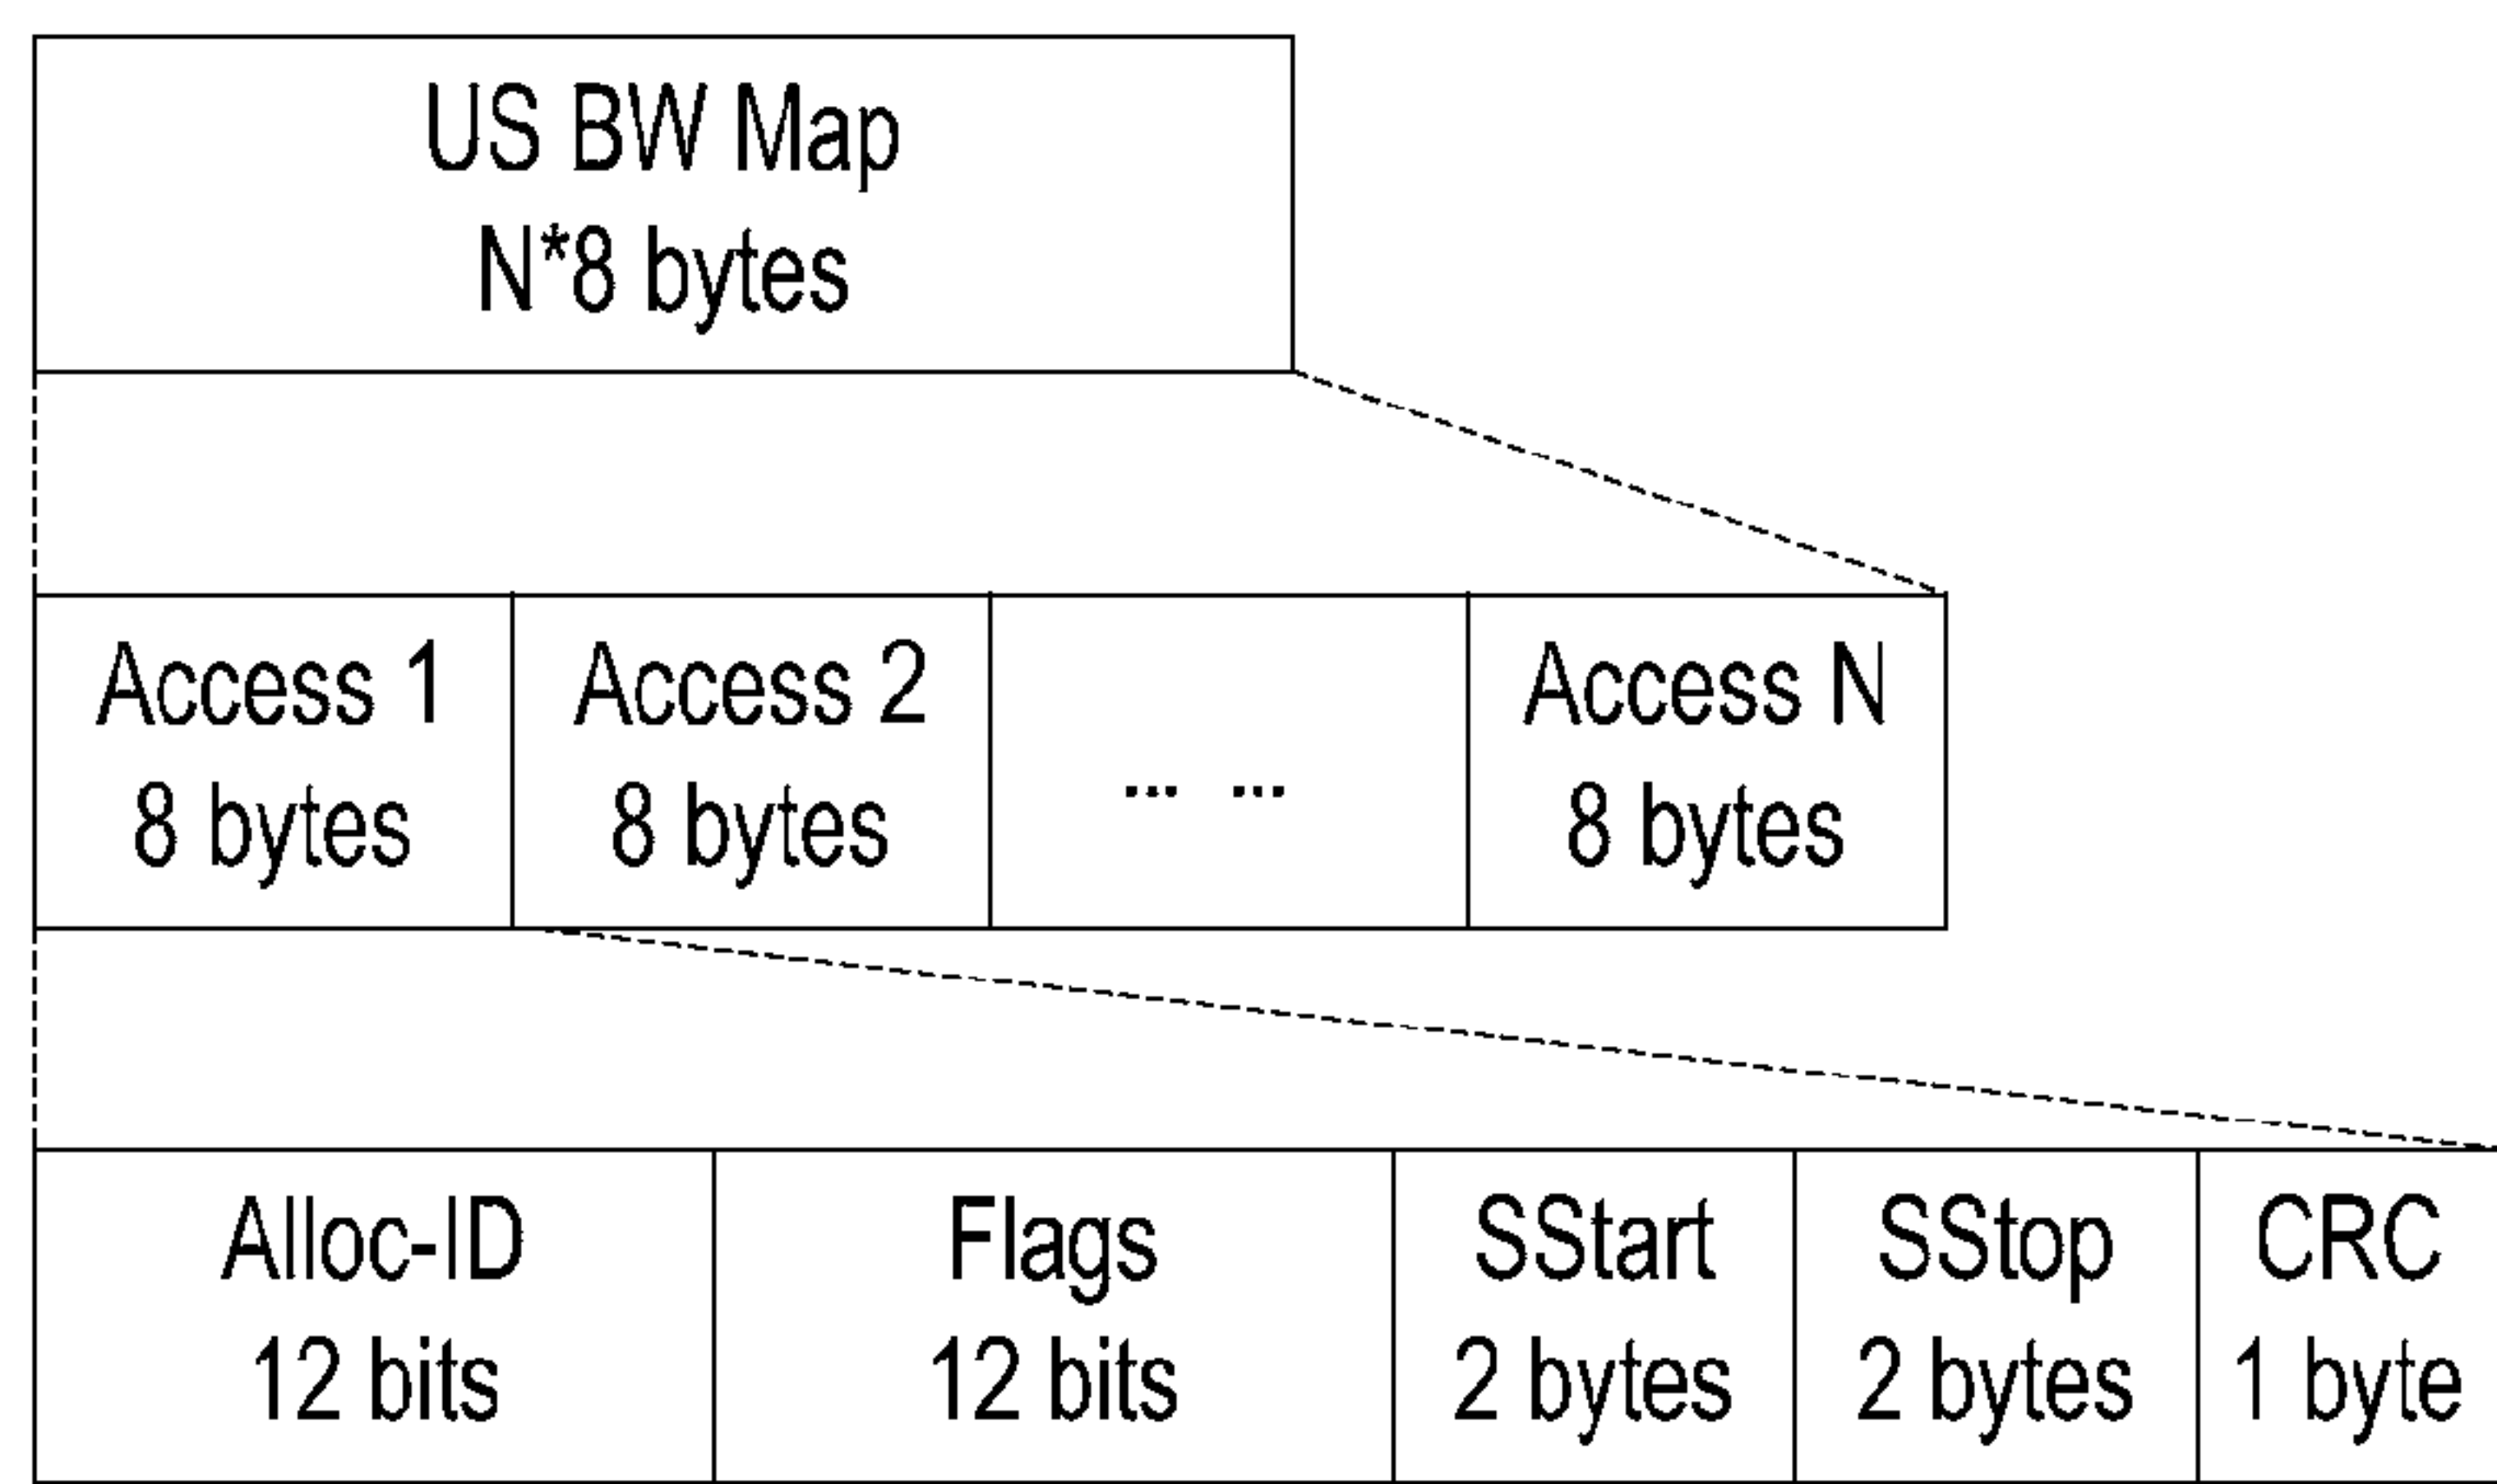 US BW Map
N*8 bytes
Access 1
8 bytes
Access 2
8 bytes
... ...
Access N
8 bytes
Alloc-ID
12 bits
Flags
12 bits
SStart
2 bytes
SStop
2 bytes
CRC
1 byte